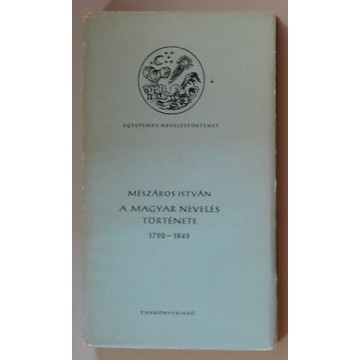 EGYETEMES NEVELÉSTÖRTÉNET
MÉSZÁROS ISTVÁN
A MAGYAR NEVELÉS
TÖRTÉNETE
1790–1849
TANKÖNYVKIADÓ